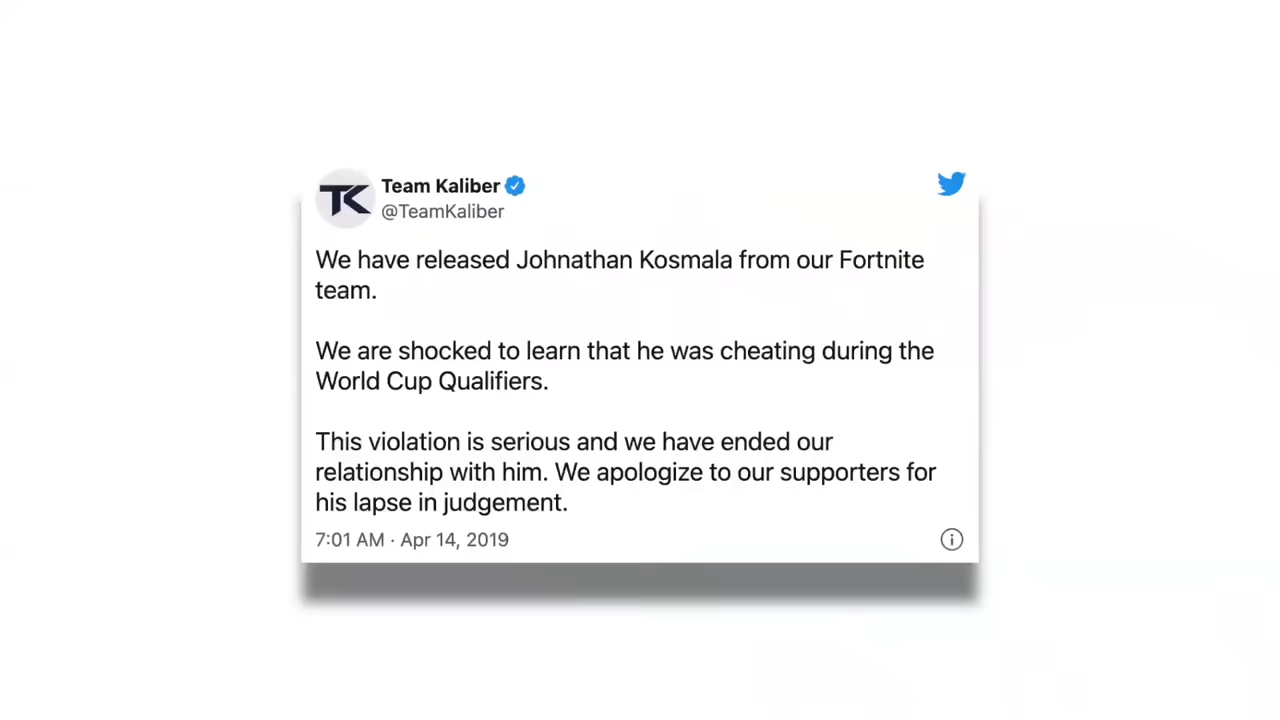 TK
Team Kaliber
@TeamKaliber
We have released Johnathan Kosmala from our Fortnite
team.
We are shocked to learn that he was cheating during the
World Cup Qualifiers.
This violation is serious and we have ended our
relationship with him. We apologize to our supporters for
his lapse in judgement.
7:01 AM · Apr 14, 2019